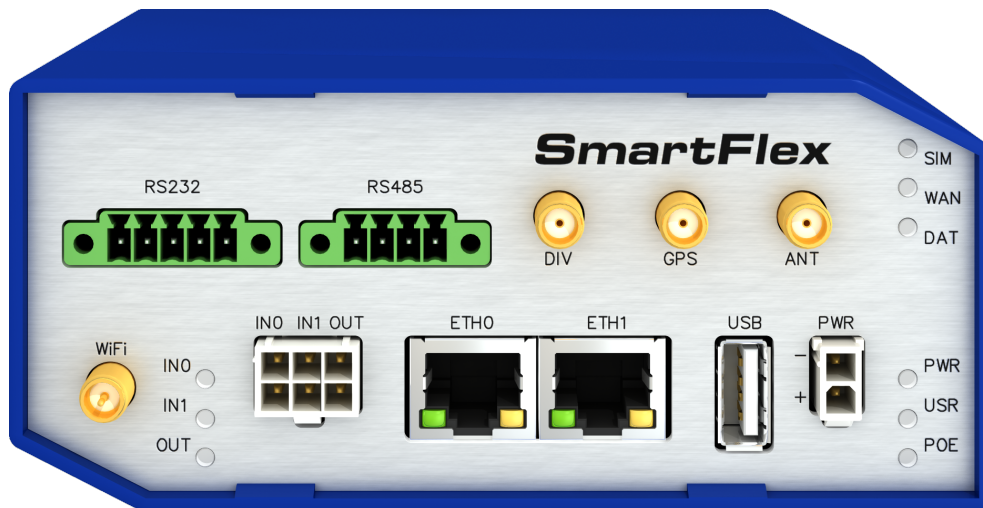 SmartFlex
SIM
WAN
DAT
RS232
RS485
DIV
GPS
ANT
IN0 IN1 OUT
ETH0
ETH1
USB
PWR
WiFi
IN0
IN1
OUT
−
+
PWR
USR
POE